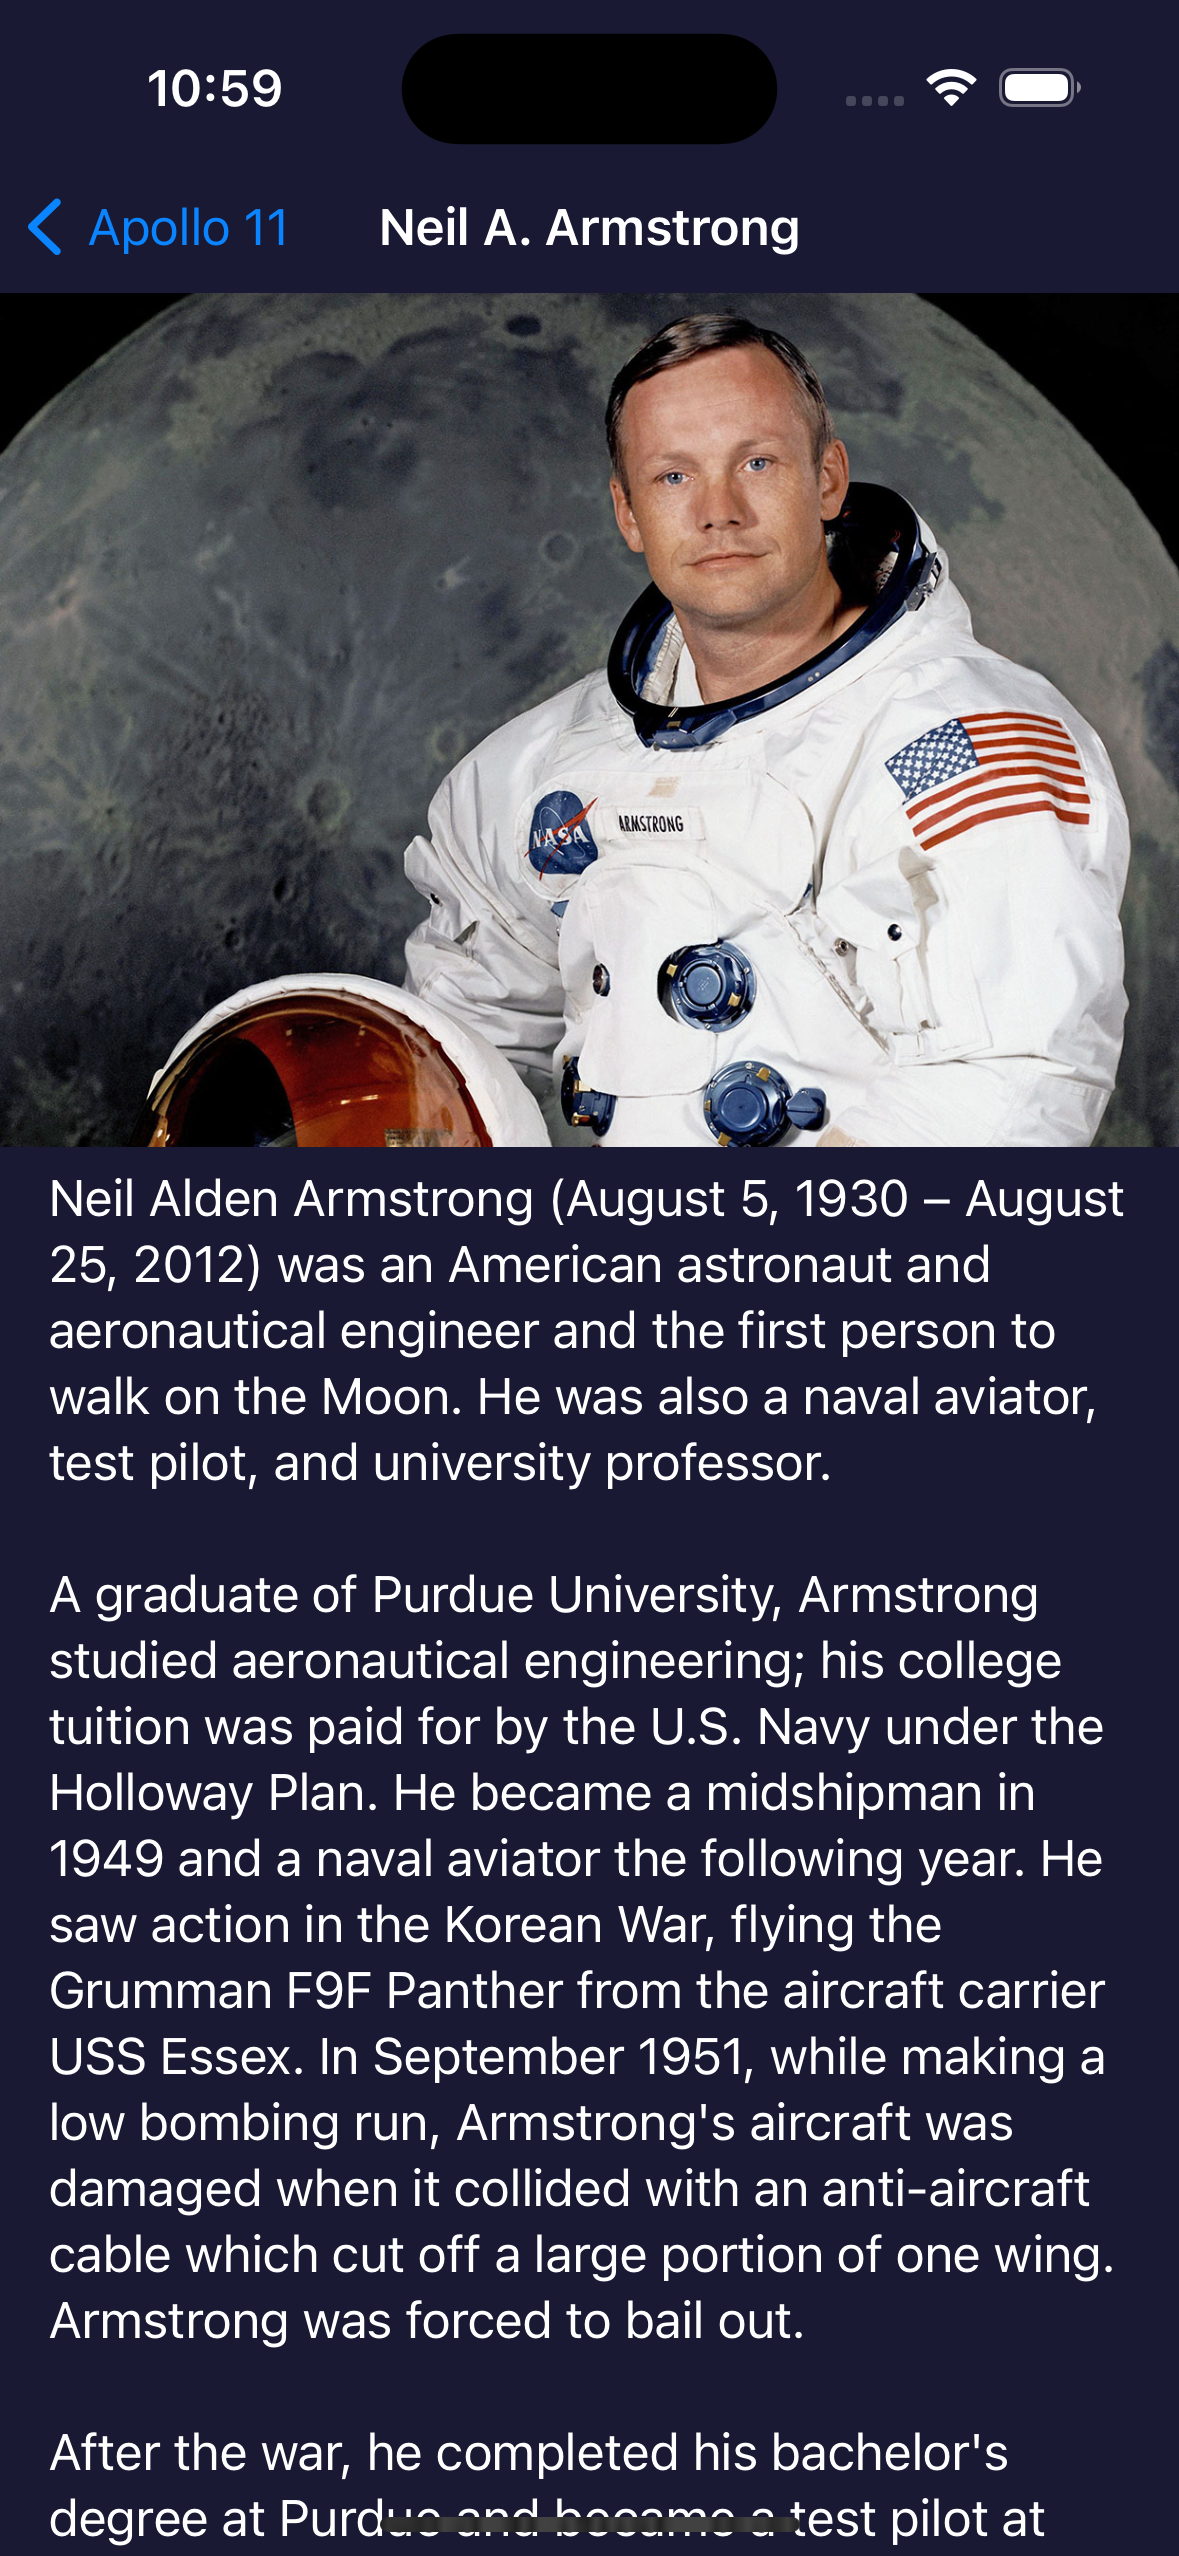 10:59
Apollo 11
Neil A. Armstrong
NASA
ARMSTRONG
Neil Alden Armstrong (August 5, 1930 – August
25, 2012) was an American astronaut and
aeronautical engineer and the first person to
walk on the Moon. He was also a naval aviator,
test pilot, and university professor.
A graduate of Purdue University, Armstrong
studied aeronautical engineering; his college
tuition was paid for by the U.S. Navy under the
Holloway Plan. He became a midshipman in
1949 and a naval aviator the following year. He
saw action in the Korean War, flying the
Grumman F9F Panther from the aircraft carrier
USS Essex. In September 1951, while making a
low bombing run, Armstrong's aircraft was
damaged when it collided with an anti-aircraft
cable which cut off a large portion of one wing.
Armstrong was forced to bail out.
After the war, he completed his bachelor's
degree at Purdue and became a test pilot at